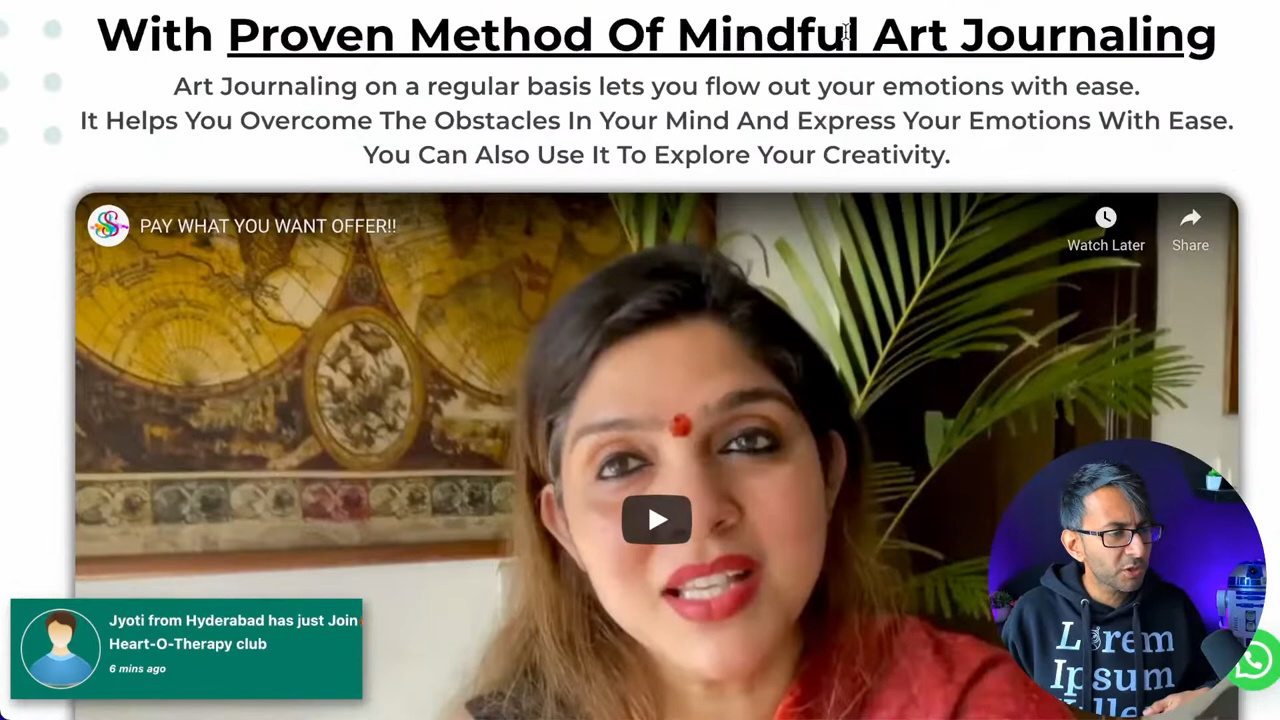 With Proven Method Of Mindful Art Journaling
Art Journaling on a regular basis lets you flow out your emotions with ease.
It Helps You Overcome The Obstacles In Your Mind And Express Your Emotions With Ease.
You Can Also Use It To Explore Your Creativity.
PAY WHAT YOU WANT OFFER!!
Watch Later
Share
Jyoti from Hyderabad has just Join
Heart-O-Therapy club
6 mins ago
Lorem
Ipsum